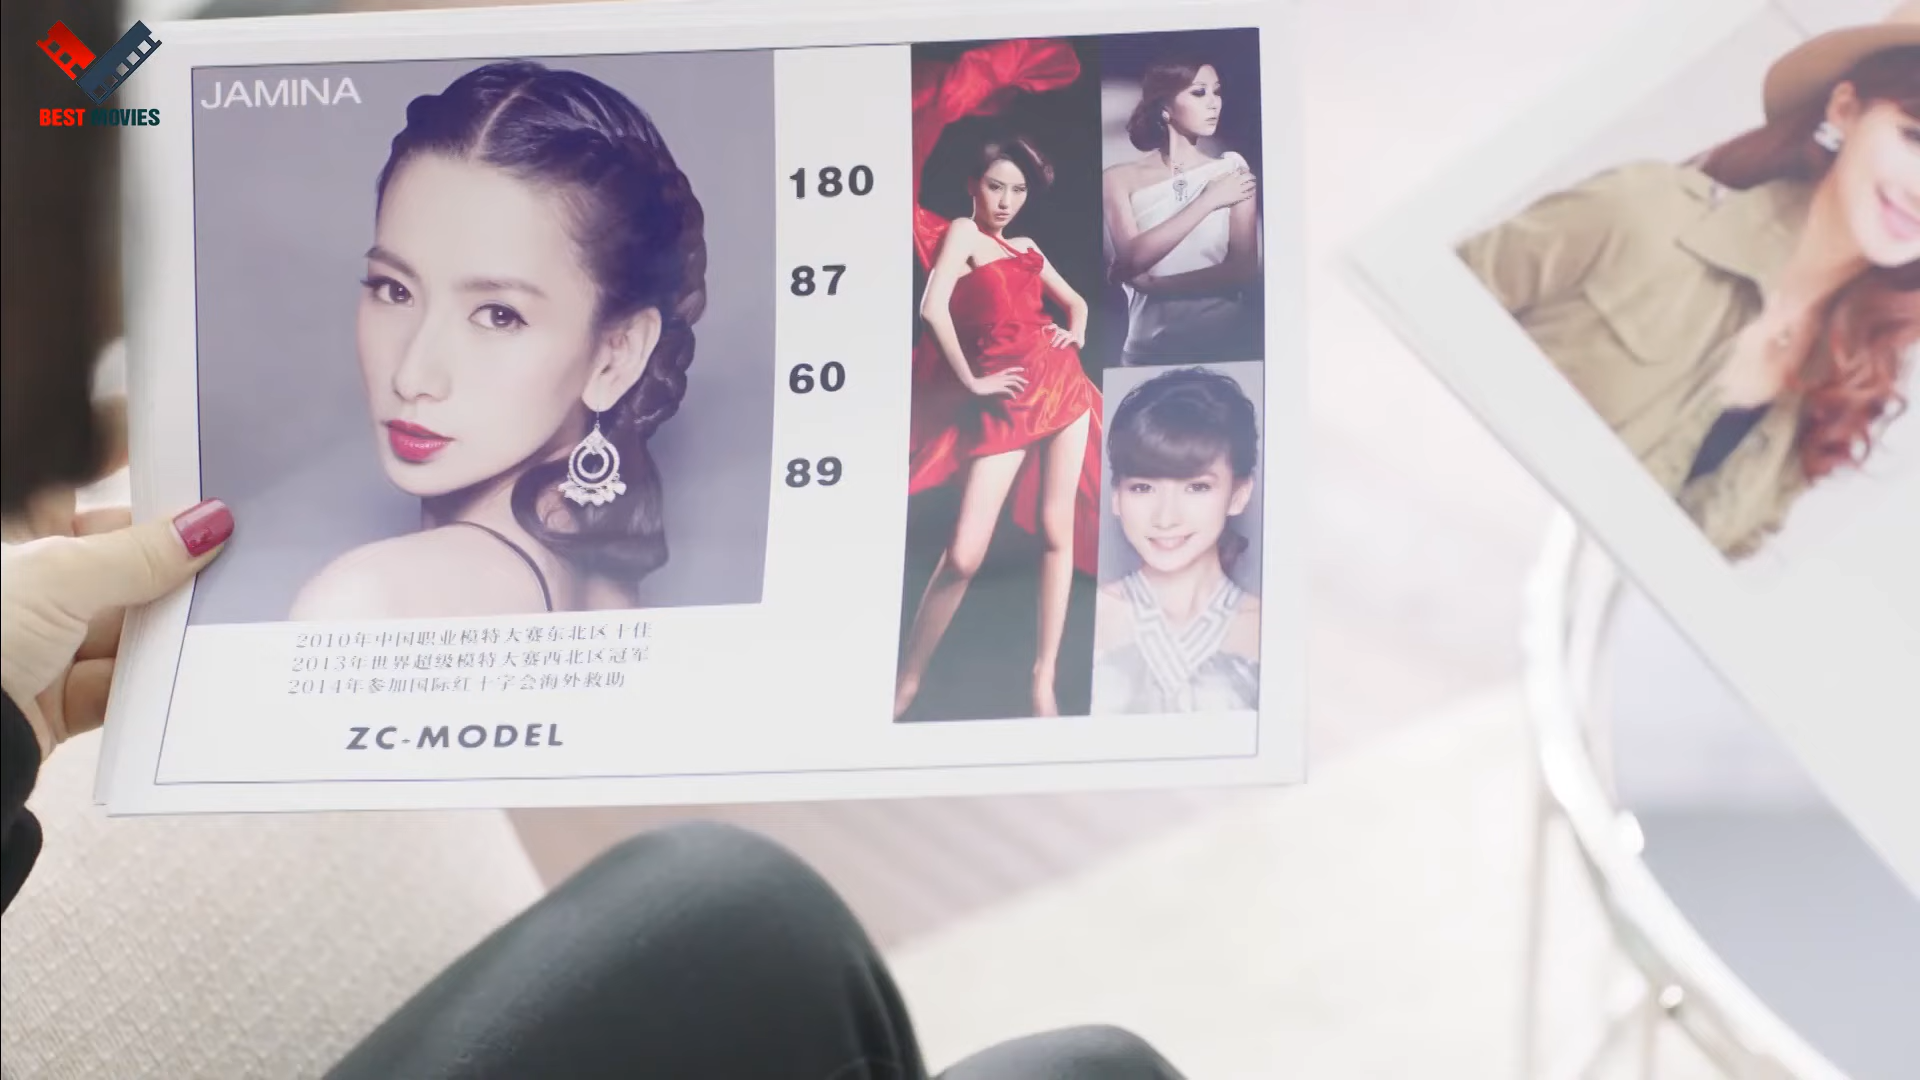 BEST MOVIES
JAMINA
180
87
60
89
2010年中国职业模特大赛东北区十佳
2013年世界超级模特大赛西北区冠军
2014年参加国际红十字会海外救助
ZC-MODEL